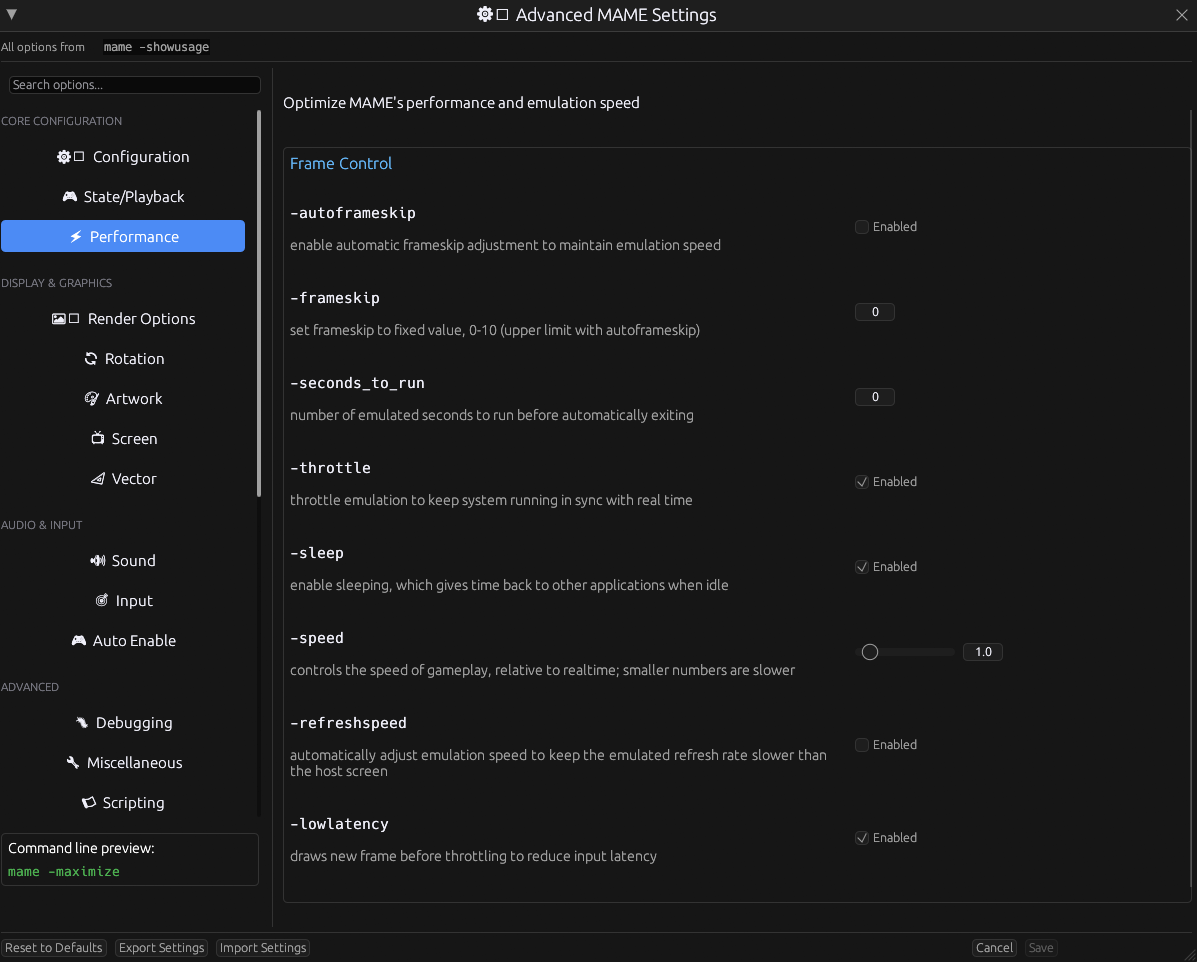 Advanced MAME Settings
All options from mame -showusage
Search options...
CORE CONFIGURATION
Configuration
State/Playback
Performance
DISPLAY & GRAPHICS
Render Options
Rotation
Artwork
Screen
Vector
AUDIO & INPUT
Sound
Input
Auto Enable
ADVANCED
Debugging
Miscellaneous
Scripting
Command line preview:
mame -maximize
Optimize MAME's performance and emulation speed
Frame Control
-autoframeskip
enable automatic frameskip adjustment to maintain emulation speed
Enabled
-frameskip
set frameskip to fixed value, 0-10 (upper limit with autoframeskip)
0
-seconds_to_run
number of emulated seconds to run before automatically exiting
0
-throttle
throttle emulation to keep system running in sync with real time
Enabled
-sleep
enable sleeping, which gives time back to other applications when idle
Enabled
-speed
controls the speed of gameplay, relative to realtime; smaller numbers are slower
1.0
-refreshspeed
automatically adjust emulation speed to keep the emulated refresh rate slower than
the host screen
Enabled
-lowlatency
draws new frame before throttling to reduce input latency
Enabled
Reset to Defaults
Export Settings
Import Settings
Cancel
Save